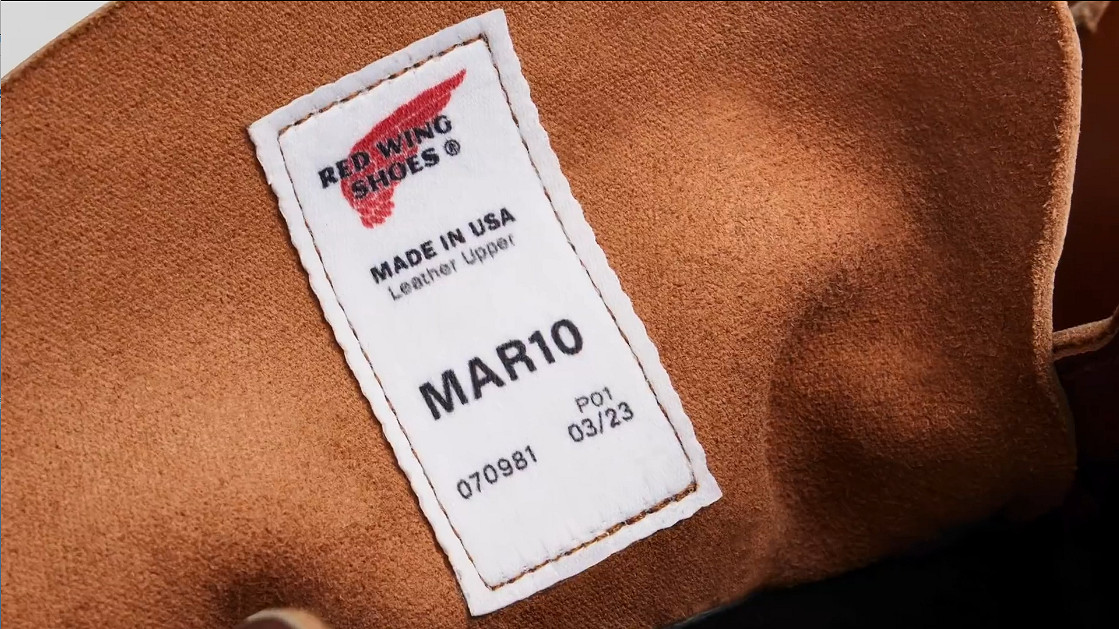 RED WING
SHOES ®
MADE IN USA
Leather Upper
MAR10
P01
070981 03/23